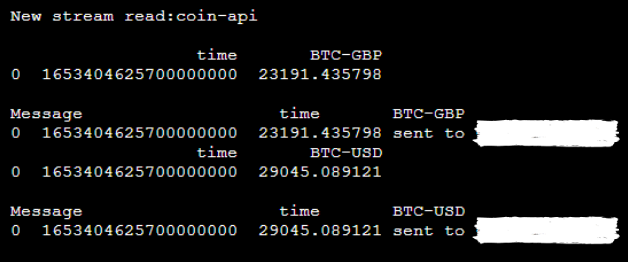 New stream read:coin-api
time BTC-GBP
0 1653404625700000000 23191.435798
Message time BTC-GBP
0 1653404625700000000 23191.435798 sent to
time BTC-USD
0 1653404625700000000 29045.089121
Message time BTC-USD
0 1653404625700000000 29045.089121 sent to